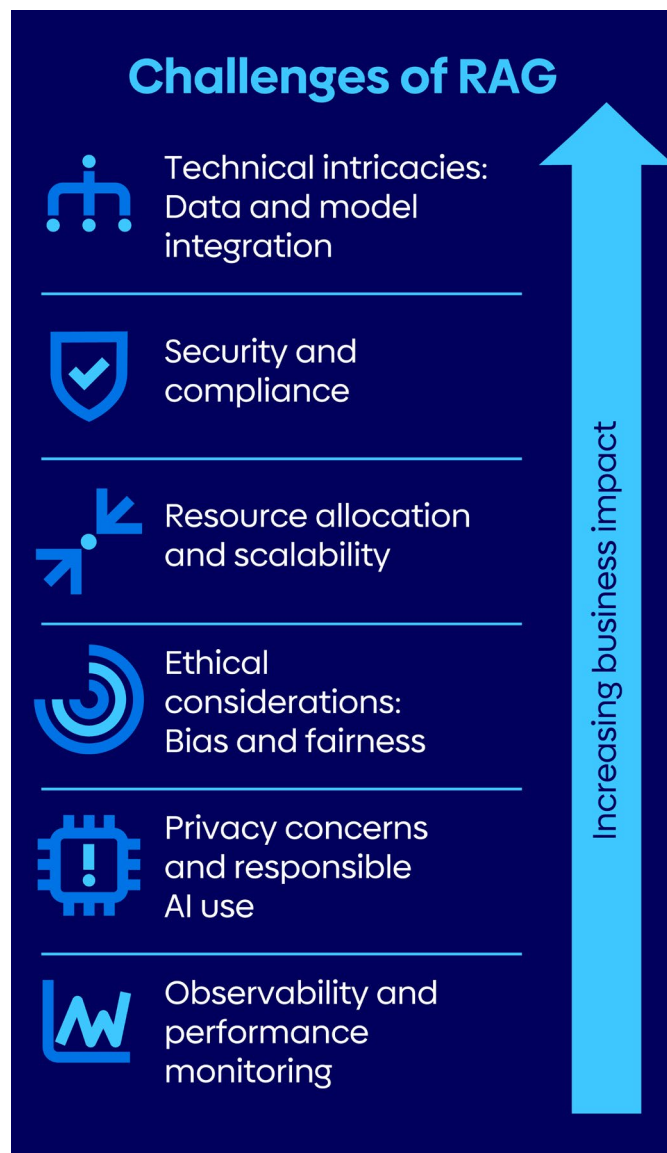 Challenges of RAG
Technical intricacies:
Data and model
integration
Security and
compliance
Resource allocation
and scalability
Ethical
considerations:
Bias and fairness
Privacy concerns
and responsible
AI use
Observability and
performance
monitoring
Increasing business impact